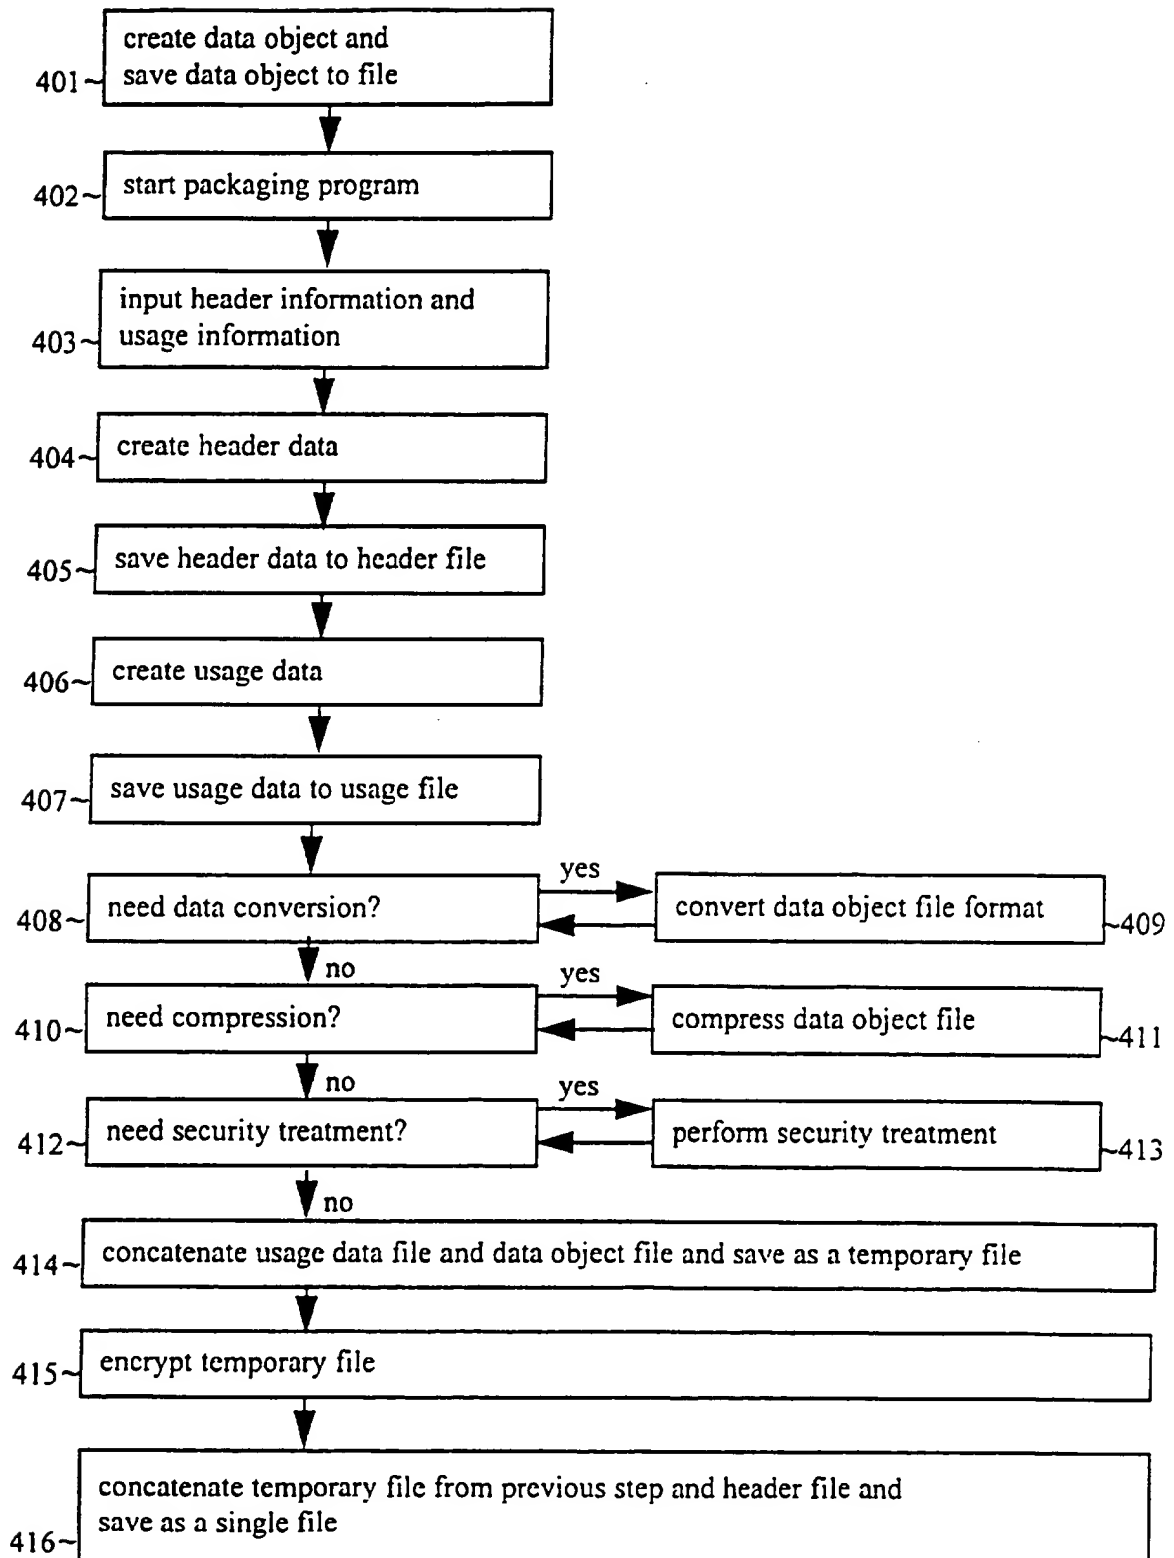 create data object and
save data object to file
401~
start packaging program
402~
input header information and
usage information
403~
create header data
404~
save header data to header file
405~
create usage data
406~
save usage data to usage file
407~
need data conversion?
408~
yes
convert data object file format
~409
no
need compression?
410~
yes
compress data object file
~411
no
need security treatment?
412~
yes
perform security treatment
~413
no
concatenate usage data file and data object file and save as a temporary file
414~
encrypt temporary file
415~
concatenate temporary file from previous step and header file and
save as a single file
416~